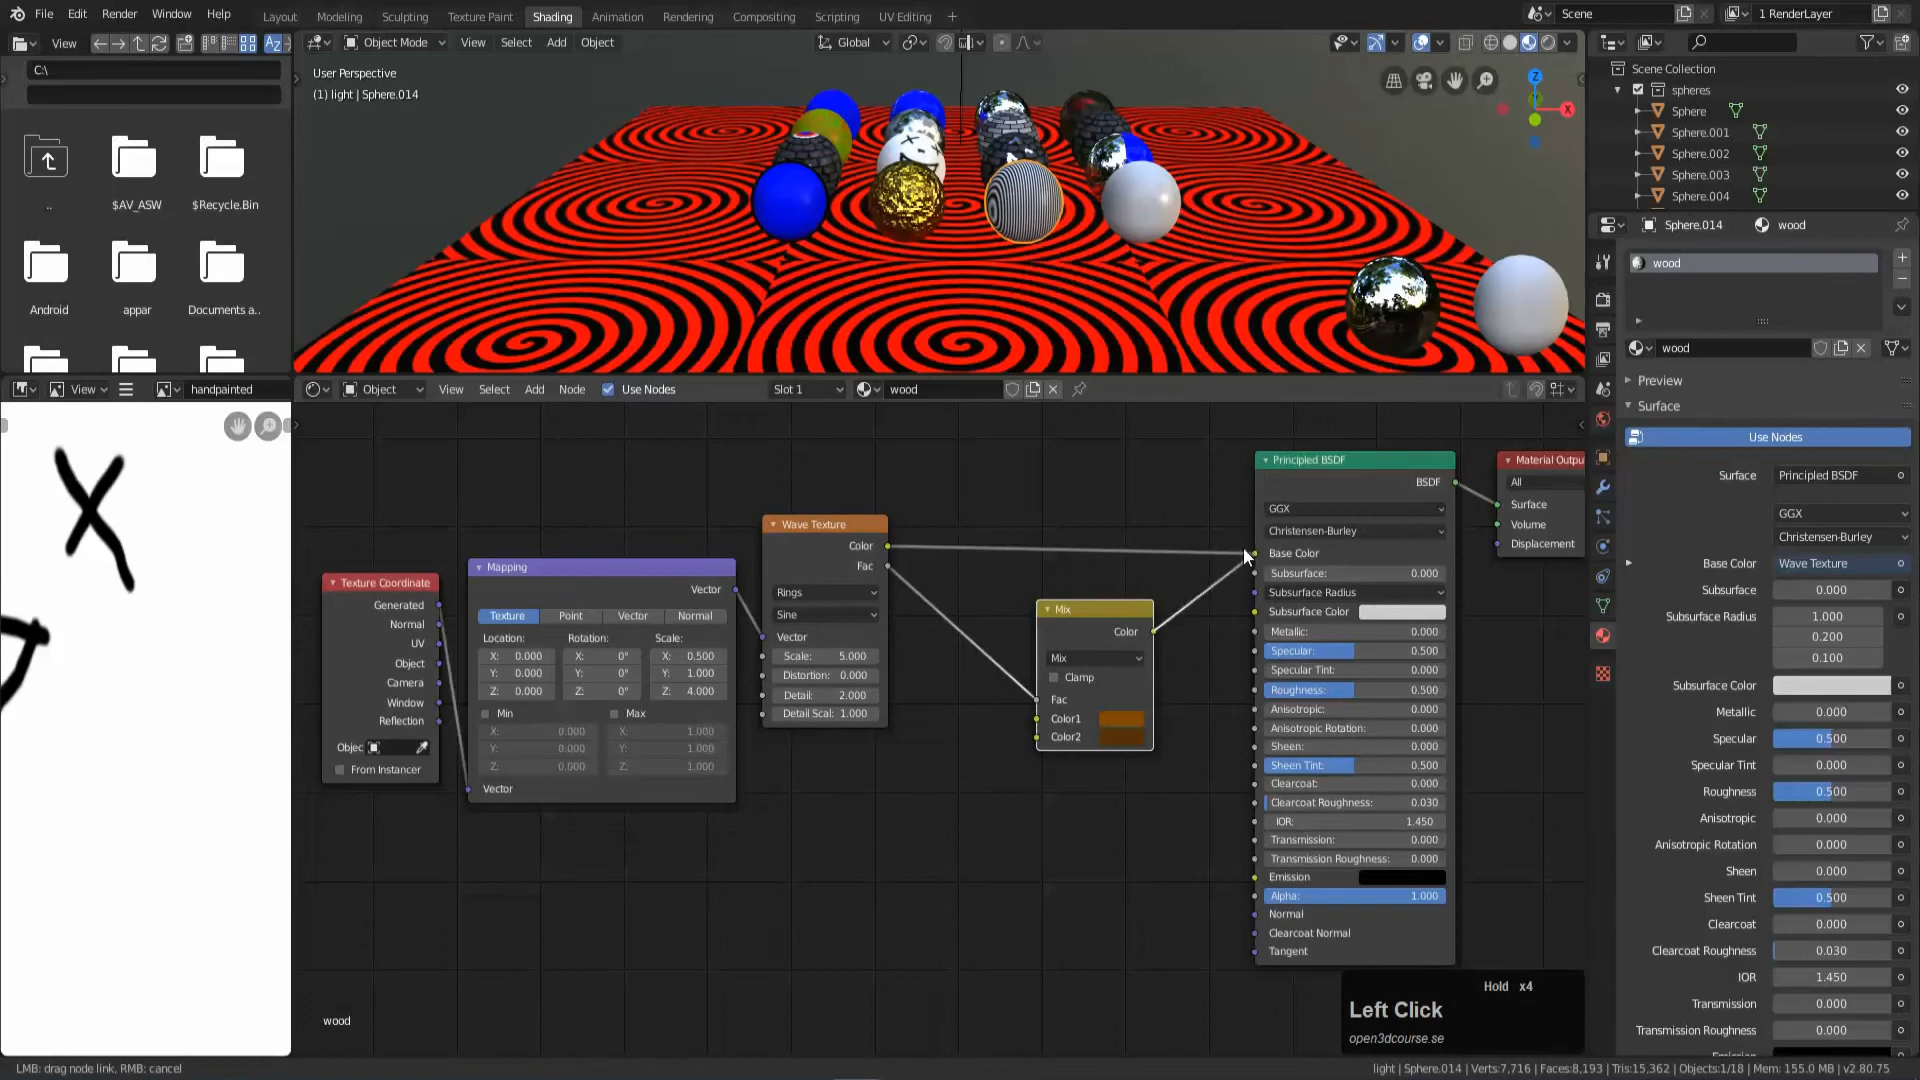 File Edit Render Window Help
Layout Modeling Sculpting Texture Paint Shading Animation Rendering Compositing Scripting UV Editing +
Scene
1 RenderLayer
View
C:\
..
$AV_ASW
$Recycle.Bin
Android
appar
Documents a..
Object Mode View Select Add Object
Global
User Perspective
(1) light | Sphere.014
Z
X
Scene Collection
spheres
Sphere
Sphere.001
Sphere.002
Sphere.003
Sphere.004
Sphere.014 wood
wood
wood
Preview
Surface
Use Nodes
Surface Principled BSDF
GGX
Christensen-Burley
Base Color Wave Texture
Subsurface 0.000
Subsurface Radius 1.000
0.200
0.100
Subsurface Color
Metallic 0.000
Specular 0.500
Specular Tint 0.000
Roughness 0.500
Anisotropic 0.000
Anisotropic Rotation 0.000
Sheen 0.000
Sheen Tint 0.500
Clearcoat 0.000
Clearcoat Roughness 0.030
IOR 1.450
Transmission 0.000
Transmission Roughness 0.000
View handpainted
Object View Select Add Node Use Nodes Slot 1 wood
Texture Coordinate
Generated
Normal
UV
Object
Camera
Window
Reflection
Objec
From Instancer
Mapping
Vector
Texture Point Vector Normal
Location: Rotation: Scale:
X: 0.000 X: 0° X: 0.500
Y: 0.000 Y: 0° Y: 1.000
Z: 0.000 Z: 0° Z: 4.000
Min Max
X: 0.000 X: 1.000
Y: 0.000 Y: 1.000
Z: 0.000 Z: 1.000
Vector
Wave Texture
Color
Fac
Rings
Sine
Vector
Scale: 5.000
Distortion: 0.000
Detail: 2.000
Detail Scal: 1.000
Mix
Color
Mix
Clamp
Fac
Color1
Color2
Principled BSDF
BSDF
GGX
Christensen-Burley
Base Color
Subsurface: 0.000
Subsurface Radius
Subsurface Color
Metallic: 0.000
Specular: 0.500
Specular Tint: 0.000
Roughness: 0.500
Anisotropic: 0.000
Anisotropic Rotation: 0.000
Sheen: 0.000
Sheen Tint: 0.500
Clearcoat: 0.000
Clearcoat Roughness: 0.030
IOR: 1.450
Transmission: 0.000
Transmission Roughness: 0.000
Emission
Alpha: 1.000
Normal
Clearcoat Normal
Tangent
Material Outpu
All
Surface
Volume
Displacement
wood
Hold x4
Left Click
open3dcourse.se
LMB: drag node link, RMB: cancel
light | Sphere.014 | Verts:7,716 | Faces:8,193 | Tris:15,362 | Objects:1/18 | Mem: 155.0 MB | v2.80.75